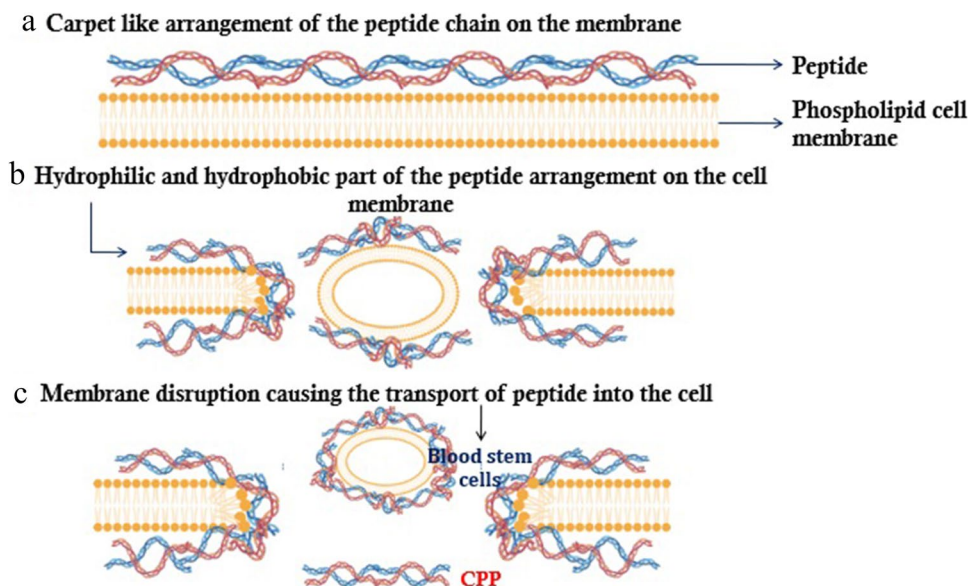 a Carpet like arrangement of the peptide chain on the membrane
Peptide
Phospholipid cell
membrane
b Hydrophilic and hydrophobic part of the peptide arrangement on the cell
membrane
c Membrane disruption causing the transport of peptide into the cell
Blood stem
cells
CPP